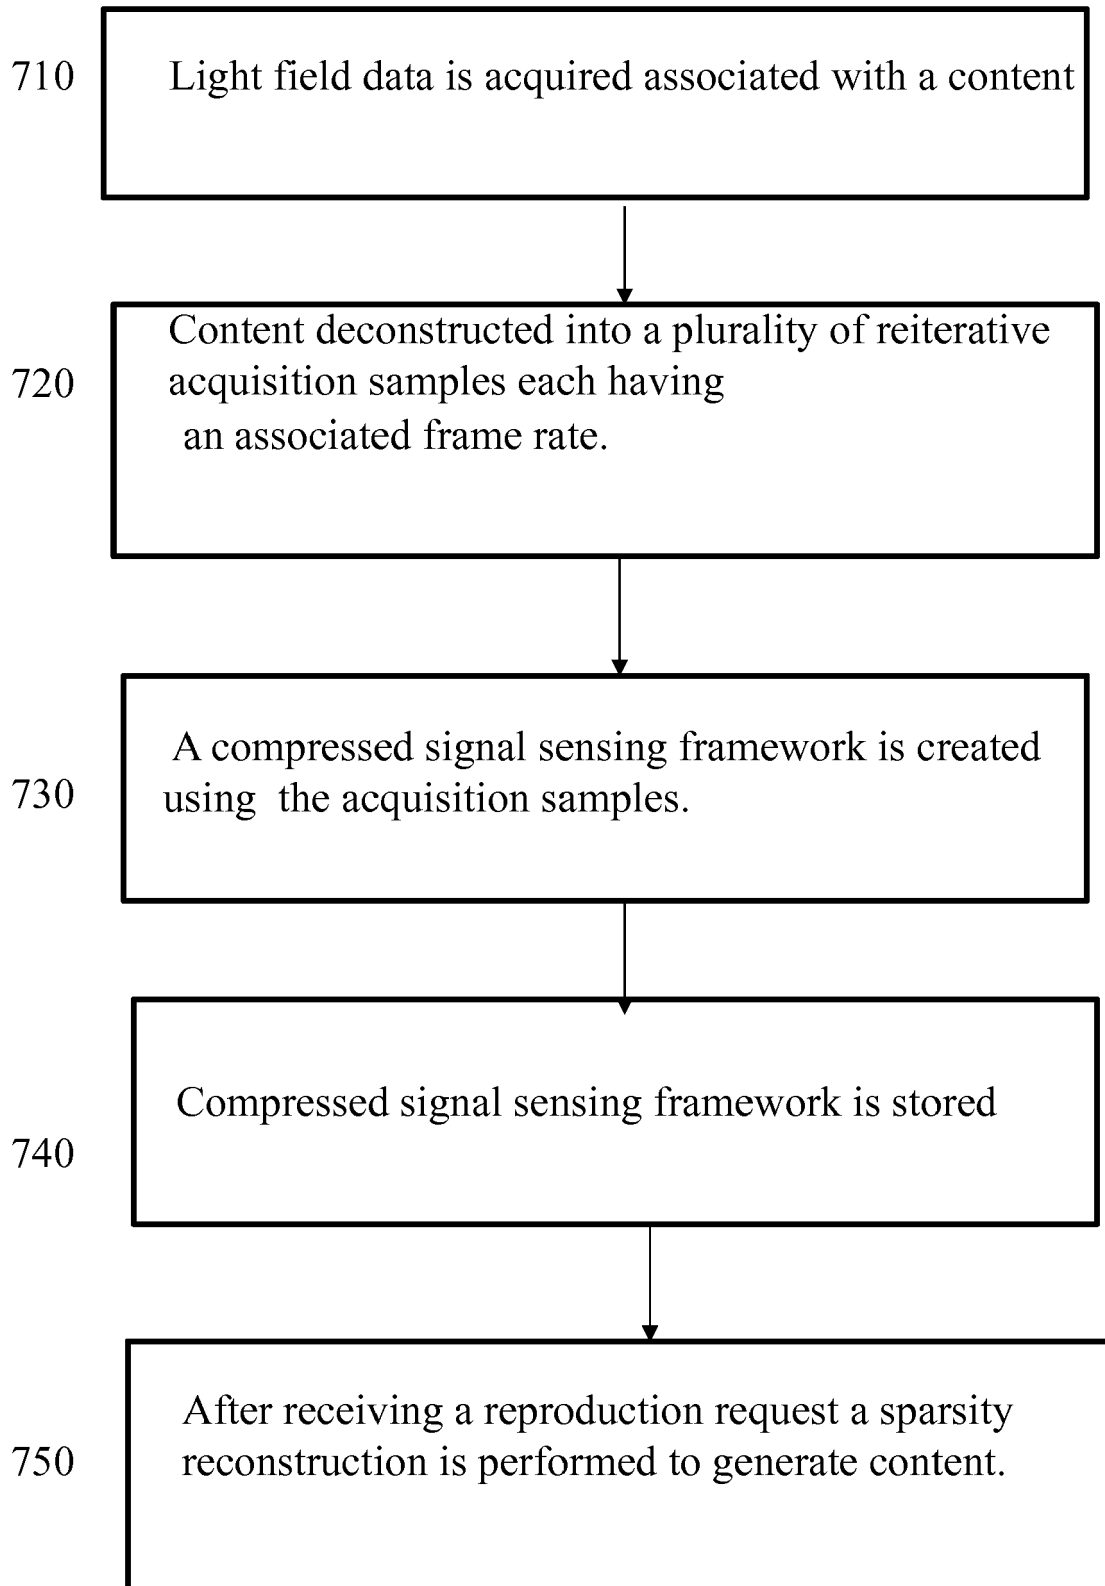 710
Light field data is acquired associated with a content
720
Content deconstructed into a plurality of reiterative
acquisition samples each having
an associated frame rate.
730
A compressed signal sensing framework is created
using  the acquisition samples.
740
Compressed signal sensing framework is stored
750
After receiving a reproduction request a sparsity
reconstruction is performed to generate content.